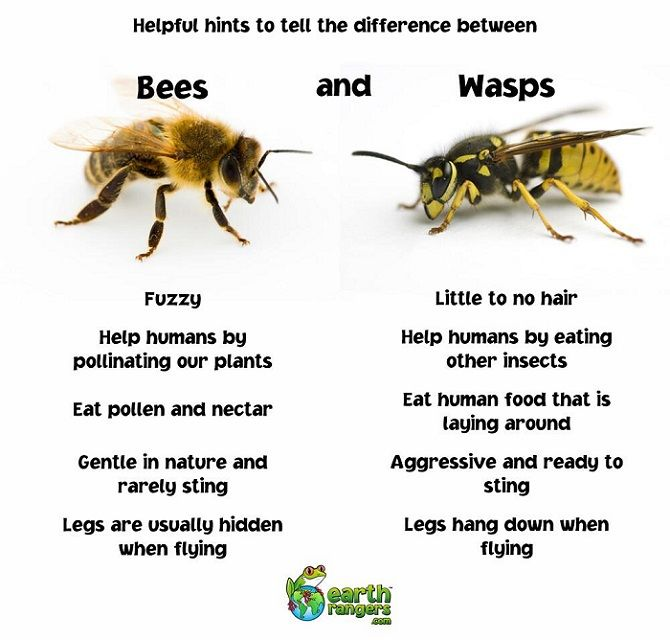 Helpful hints to tell the difference between
Bees and Wasps
Fuzzy
Little to no hair
Help humans by
pollinating our plants
Help humans by eating
other insects
Eat pollen and nectar
Eat human food that is
laying around
Gentle in nature and
rarely sting
Aggressive and ready to
sting
Legs are usually hidden
when flying
Legs hang down when
flying
earth
rangers™
.com